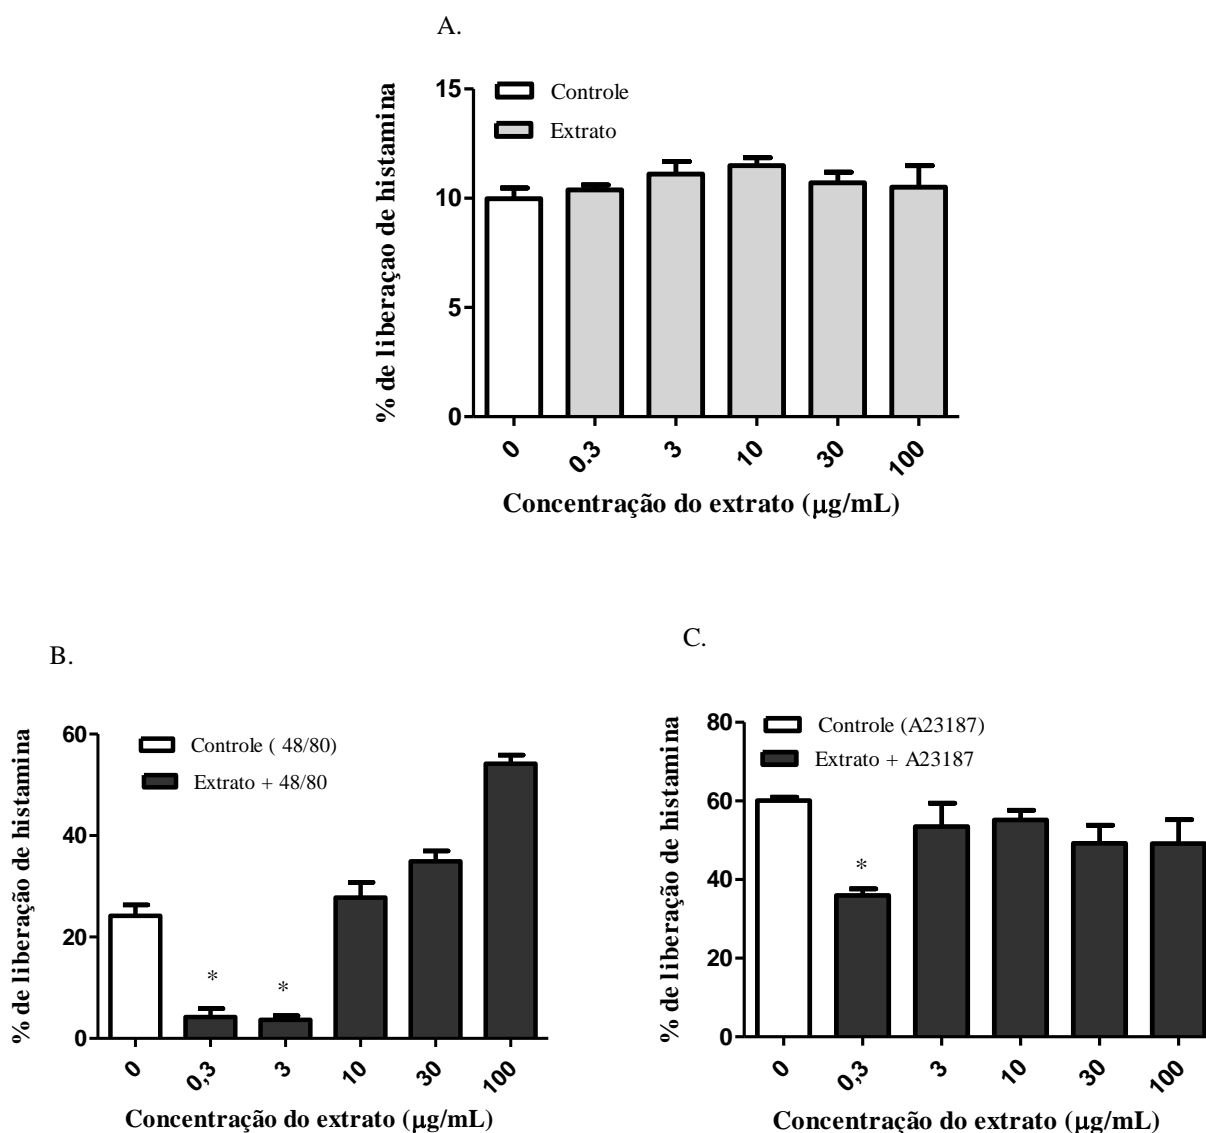 A.
% de liberaçao de histamina
15
10
5
0
Controle
Extrato
0 0.3 3 10 30 100
Concentração do extrato (µg/mL)
B.
% de liberação de histamina
60
40
20
0
Controle ( 48/80)
Extrato + 48/80
* *
0 0,3 3 10 30 100
Concentração do extrato (µg/mL)
C.
% de liberação de histamina
80
60
40
20
0
Controle (A23187)
Extrato + A23187
*
0 0,3 3 10 30 100
Concentração do extrato (µg/mL)